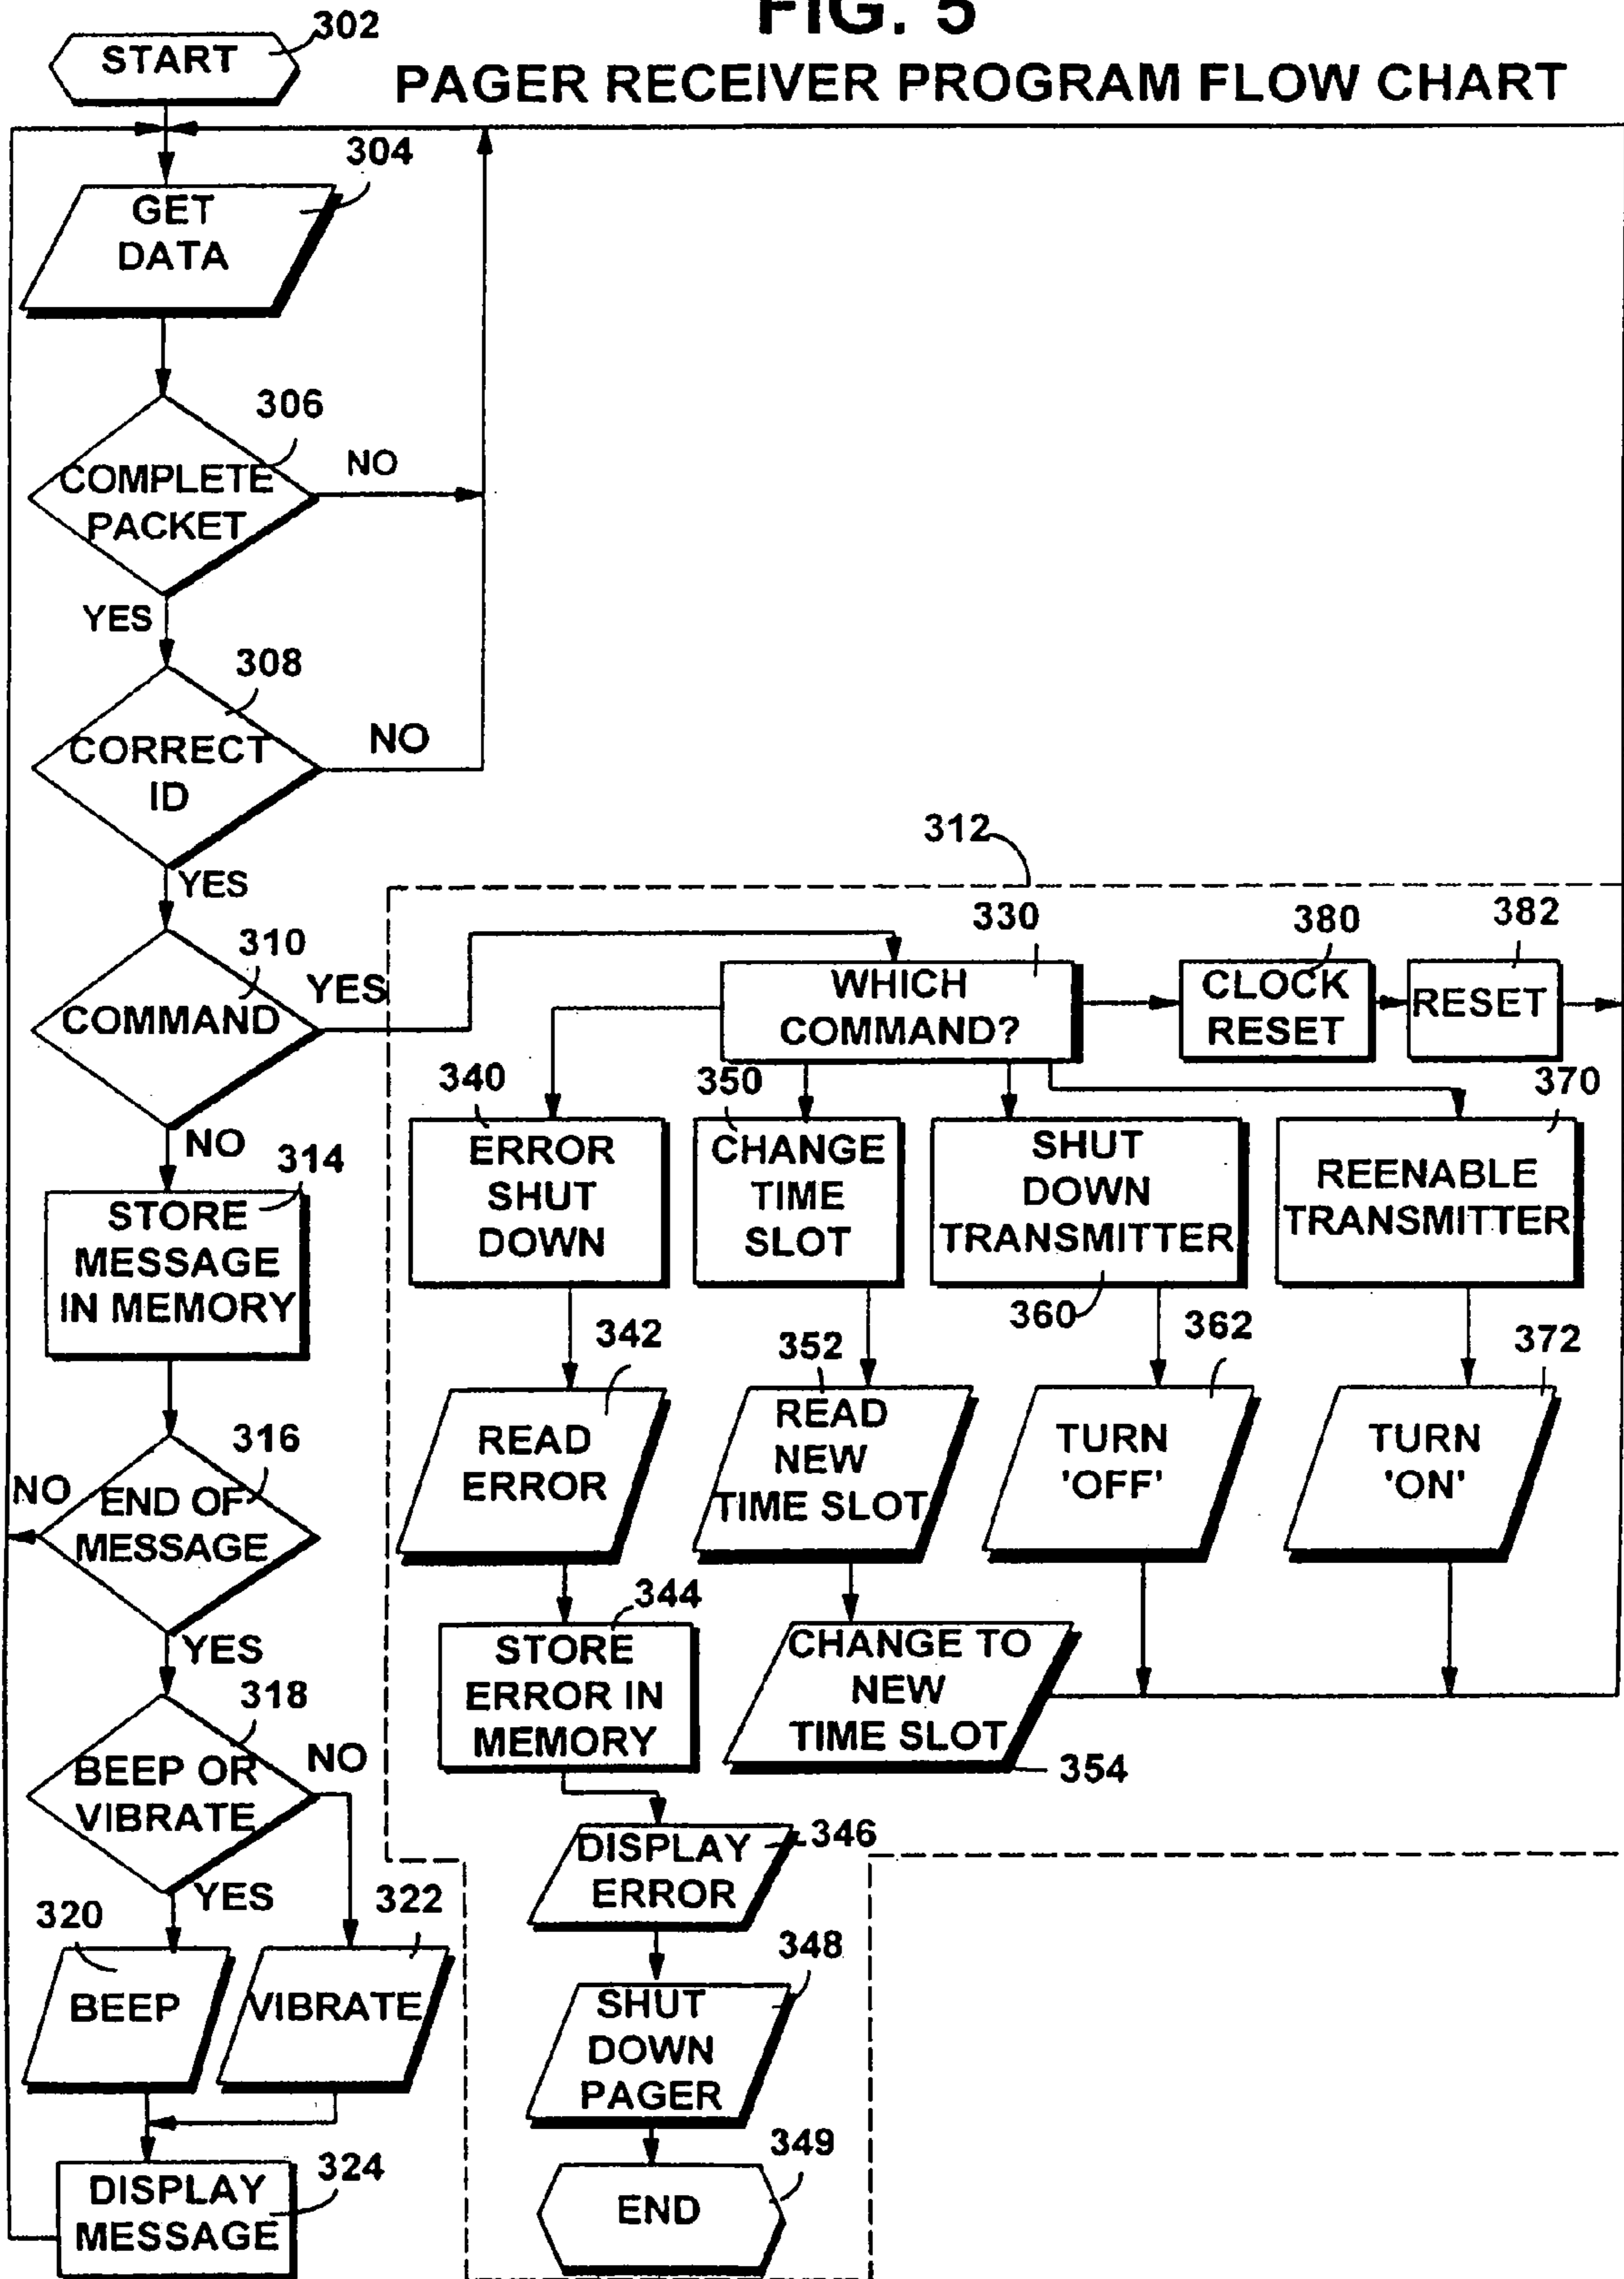 FIG. 5
PAGER RECEIVER PROGRAM FLOW CHART
START
302
304
GET
DATA
306
COMPLETE
PACKET
NO
YES
308
CORRECT
ID
NO
YES
310
COMMAND
YES
NO
312
330
WHICH
COMMAND?
380
CLOCK
RESET
382
RESET
314
STORE
MESSAGE
IN MEMORY
316
END OF
MESSAGE
NO
YES
318
BEEP OR
VIBRATE
NO
YES
320
BEEP
322
VIBRATE
324
DISPLAY
MESSAGE
340
ERROR
SHUT
DOWN
342
READ
ERROR
344
STORE
ERROR IN
MEMORY
346
DISPLAY
ERROR
348
SHUT
DOWN
PAGER
349
END
350
CHANGE
TIME
SLOT
352
READ
NEW
TIME SLOT
CHANGE TO
NEW
TIME SLOT
354
SHUT
DOWN
TRANSMITTER
360
362
TURN
'OFF'
370
REENABLE
TRANSMITTER
372
TURN
'ON'